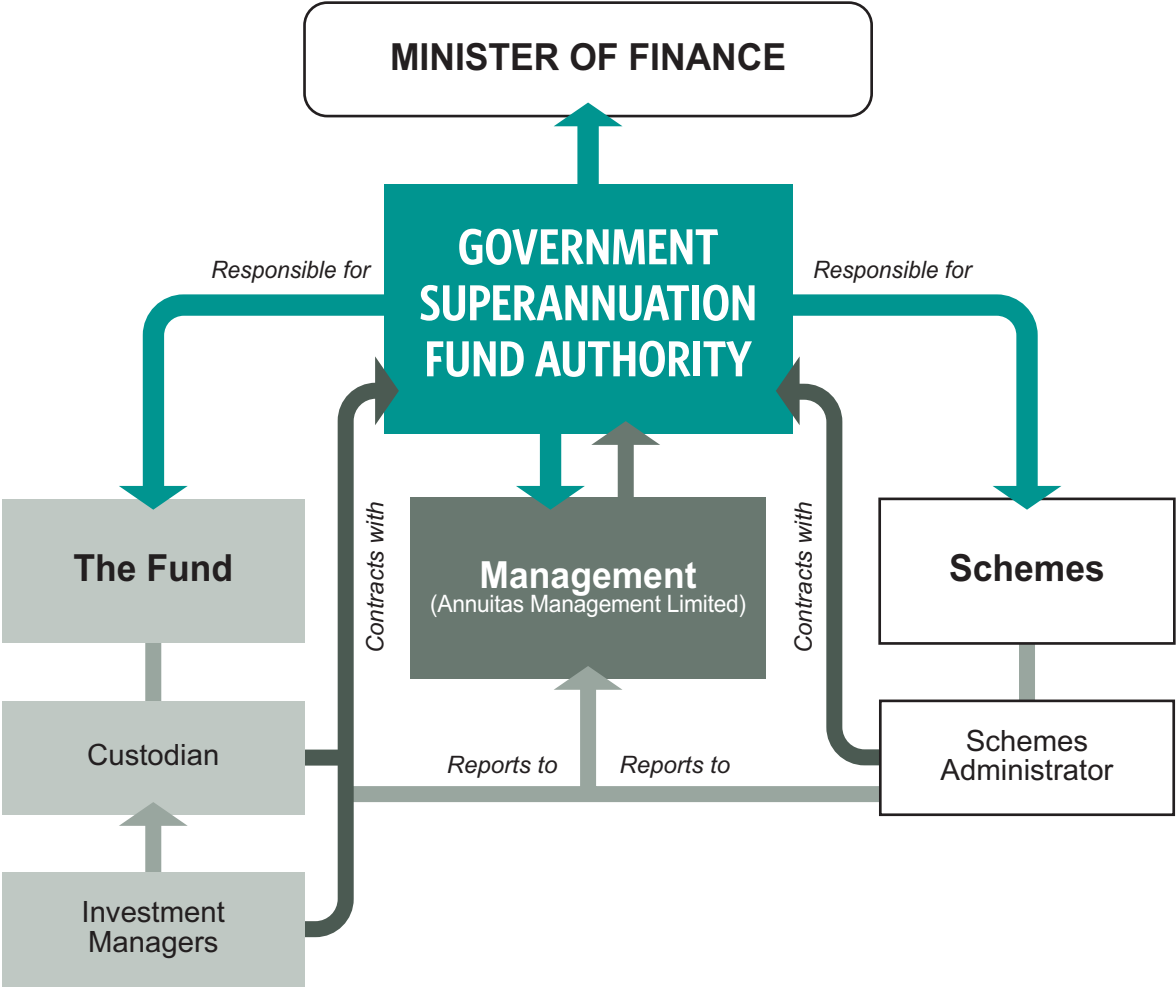 MINISTER OF FINANCE
GOVERNMENT
SUPERANNUATION
FUND AUTHORITY
Responsible for
Responsible for
The Fund
Contracts with
Management
(Annuitas Management Limited)
Contracts with
Schemes
Custodian
Reports to
Reports to
Schemes
Administrator
Investment
Managers